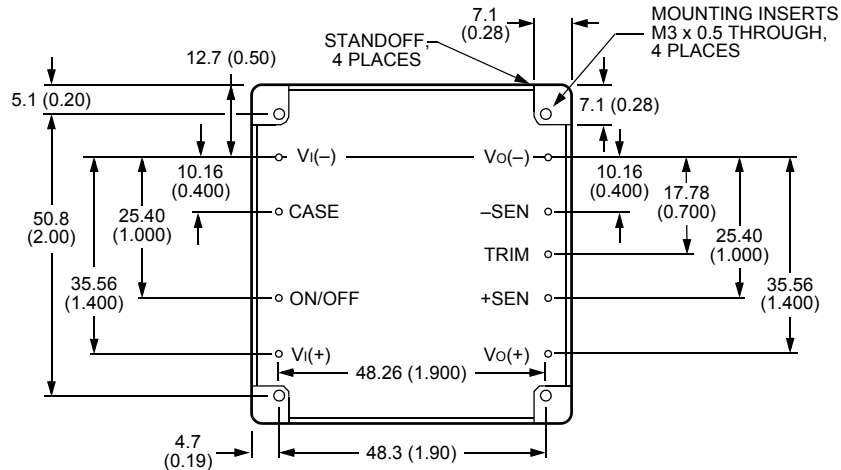 7.1
(0.28)
MOUNTING INSERTS
M3 x 0.5 THROUGH,
4 PLACES
STANDOFF,
4 PLACES
12.7 (0.50)
5.1 (0.20)
7.1 (0.28)
VI(–)
VO(–)
10.16
(0.400)
10.16
(0.400)
17.78
(0.700)
CASE
–SEN
50.8
(2.00)
25.40
(1.000)
25.40
(1.000)
TRIM
35.56
(1.400)
35.56
(1.400)
ON/OFF
+SEN
VI(+)
VO(+)
48.26 (1.900)
4.7
(0.19)
48.3 (1.90)